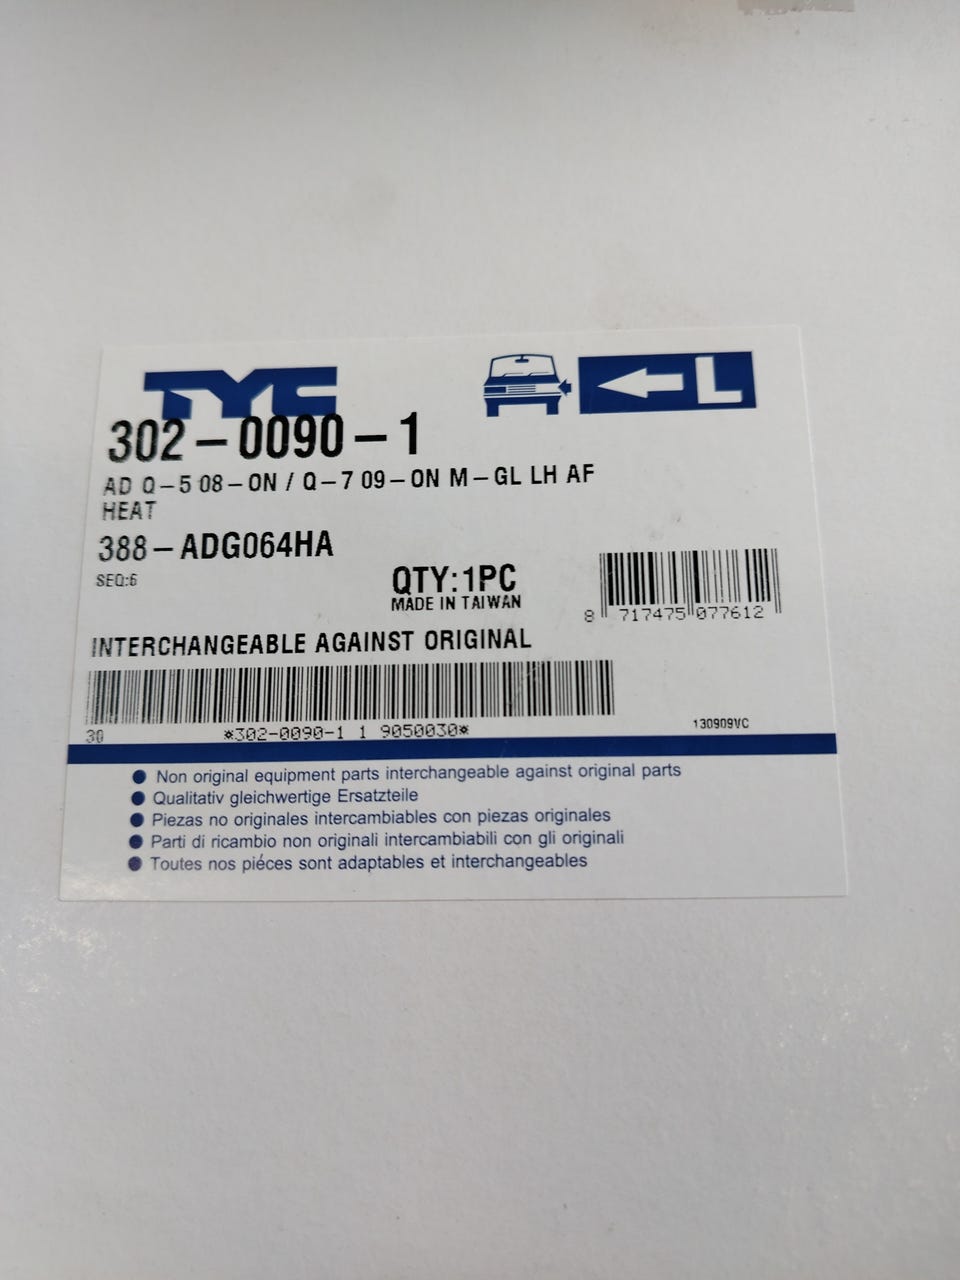 TYC
L
302-0090-1
AD Q-5 08-ON / Q-7 09-ON M-GL LH AF
HEAT
388-ADG064HA
SEQ:6
QTY:1PC
MADE IN TAIWAN
8 717475 077612
INTERCHANGEABLE AGAINST ORIGINAL
30 *302-0090-1 1 9050030* 130909VC
Non original equipment parts interchangeable against original parts
Qualitativ gleichwertige Ersatzteile
Piezas no originales intercambiables con piezas originales
Parti di ricambio non originali intercambiabili con gli originali
Toutes nos piéces sont adaptables et interchangeables